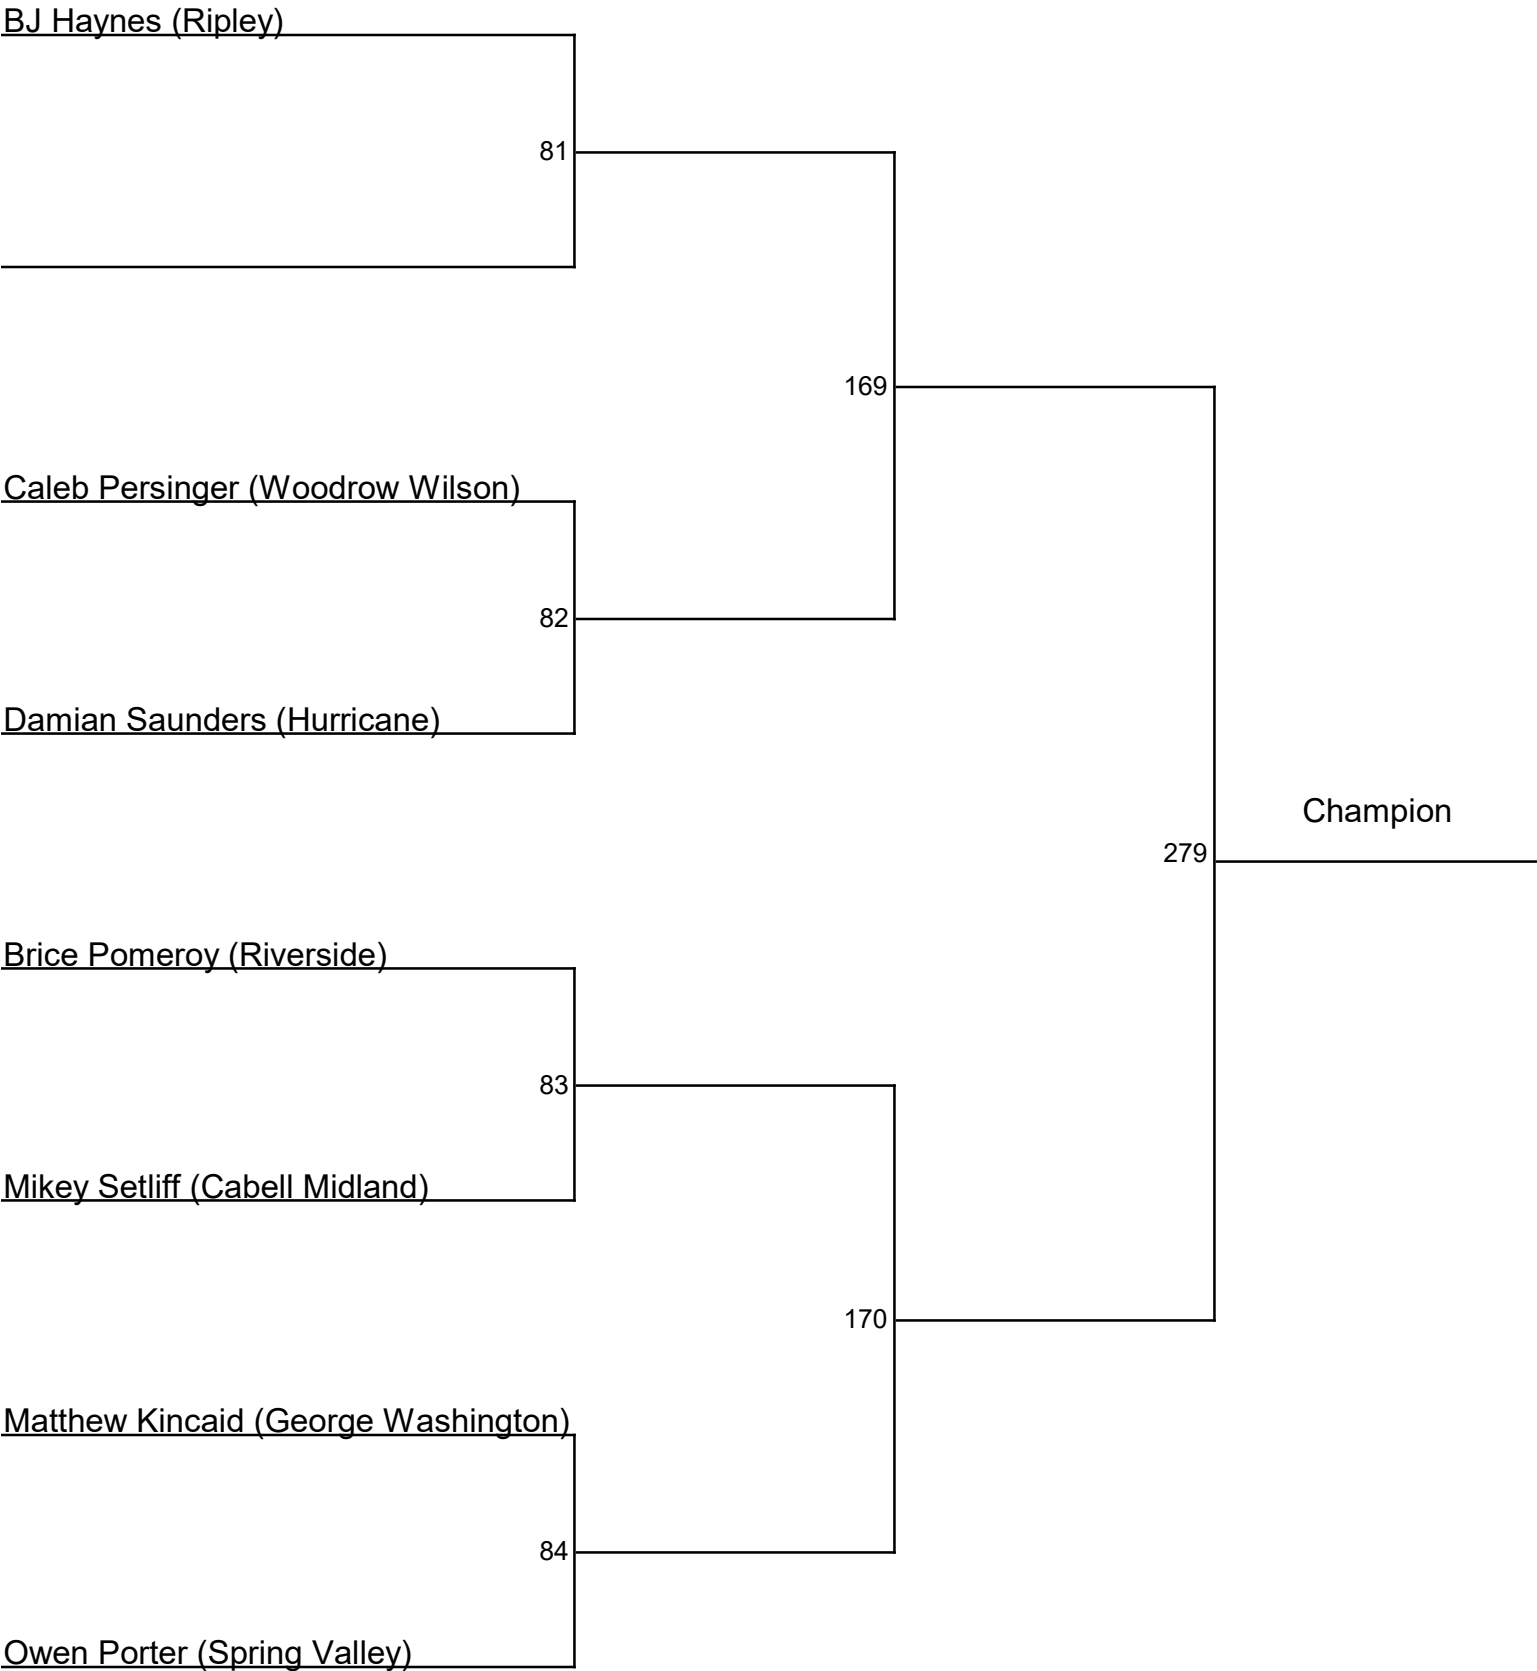 BJ Haynes (Ripley)
81
169
Caleb Persinger (Woodrow Wilson)
82
Damian Saunders (Hurricane)
Champion
279
Brice Pomeroy (Riverside)
83
Mikey Setliff (Cabell Midland)
170
Matthew Kincaid (George Washington)
84
Owen Porter (Spring Valley)